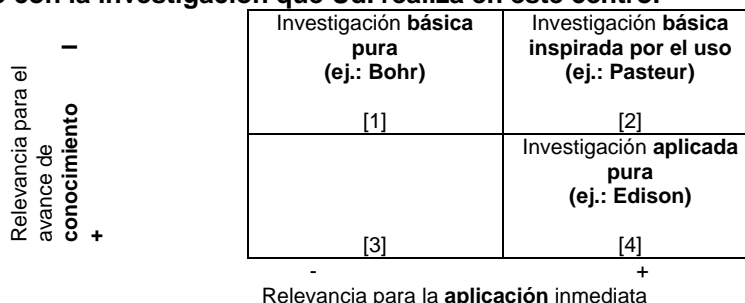 con la investigación que Ud. realiza en este centro.
Relevancia para el
avance de
conocimiento
+
Investigación básica
pura
(ej.: Bohr)
[1]
Investigación básica
inspirada por el uso
(ej.: Pasteur)
[2]
[3]
Investigación aplicada
pura
(ej.: Edison)
[4]
- +
Relevancia para la aplicación inmediata